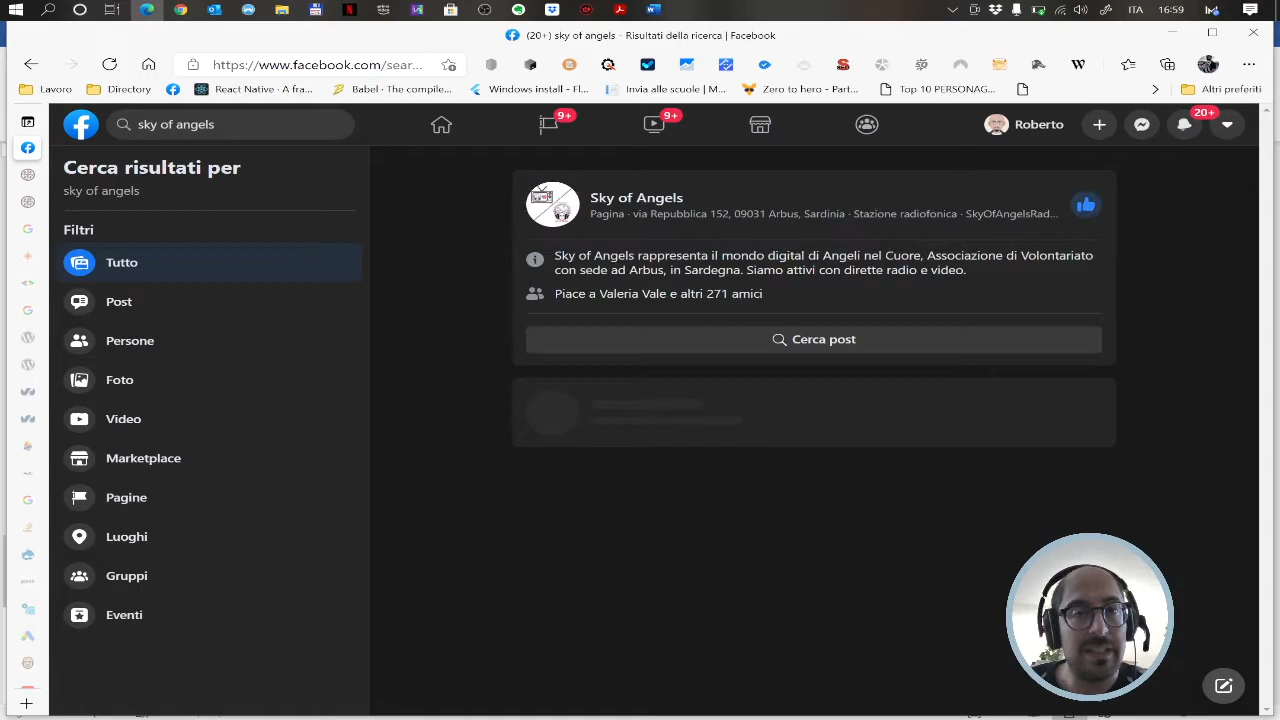 ITA
16:59
(20+) sky of angels - Risultati della ricerca | Facebook
https://www.facebook.com/sear...
Lavoro
Directory
React Native · A fra...
Babel · The compile...
Windows install · Fl...
Invia alle scuole | M...
Zero to hero - Part...
Top 10 PERSONAG...
Altri preferiti
sky of angels
9+
9+
Roberto
20+
Cerca risultati per
sky of angels
Filtri
Tutto
Post
Persone
Foto
Video
Marketplace
Pagine
Luoghi
Gruppi
Eventi
Sky of Angels
Pagina · via Repubblica 152, 09031 Arbus, Sardinia · Stazione radiofonica · SkyOfAngelsRad...
Sky of Angels rappresenta il mondo digital di Angeli nel Cuore, Associazione di Volontariato
con sede ad Arbus, in Sardegna. Siamo attivi con dirette radio e video.
Piace a Valeria Vale e altri 271 amici
Cerca post